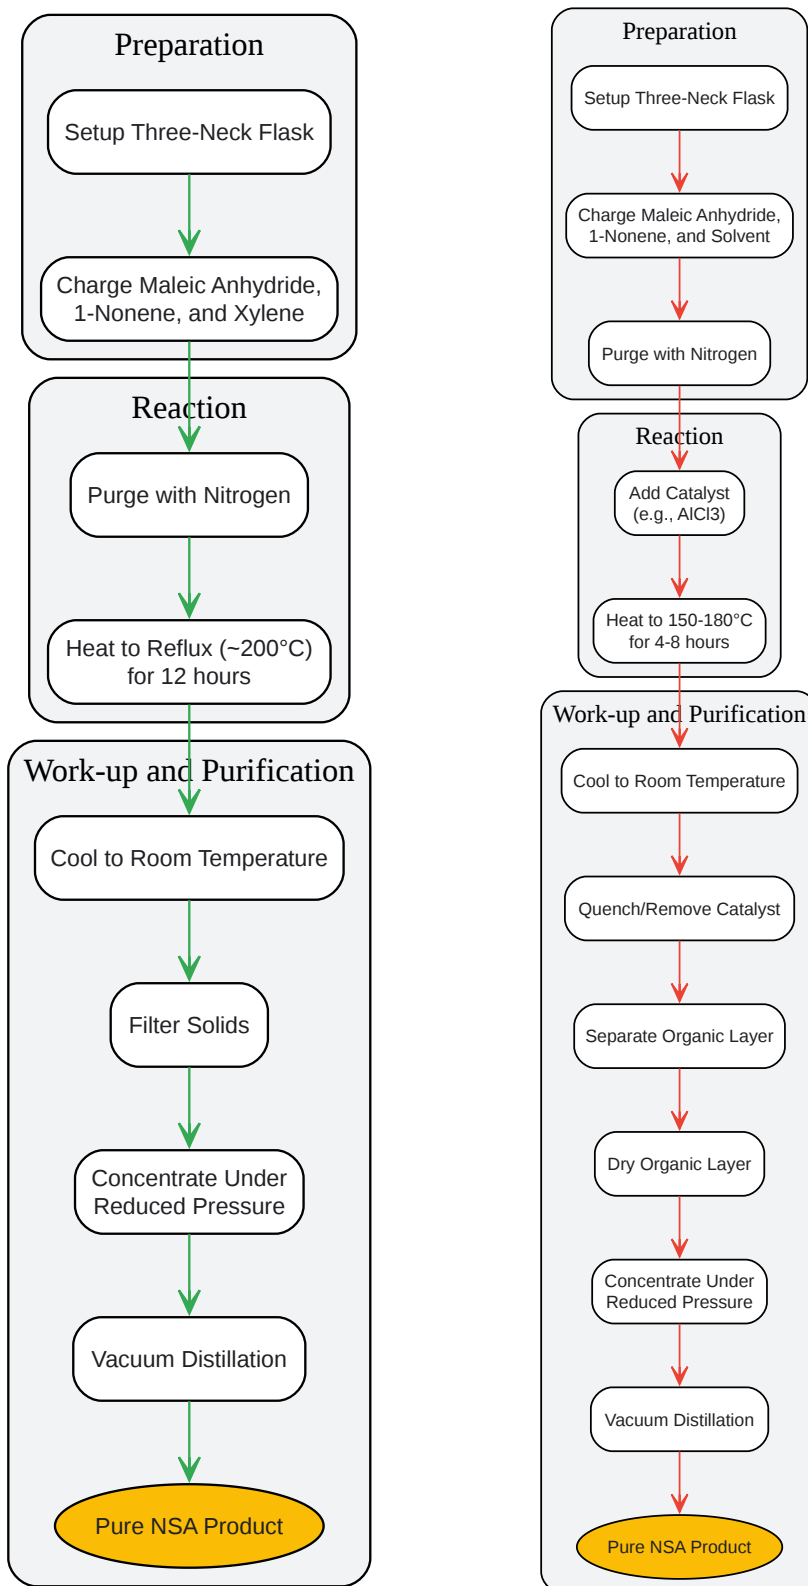 Preparation
Setup Three-Neck Flask
Charge Maleic Anhydride,
1-Nonene, and Xylene
Reaction
Purge with Nitrogen
Heat to Reflux (~200°C)
for 12 hours
Work-up and Purification
Cool to Room Temperature
Filter Solids
Concentrate Under
Reduced Pressure
Vacuum Distillation
Pure NSA Product
Preparation
Setup Three-Neck Flask
Charge Maleic Anhydride,
1-Nonene, and Solvent
Purge with Nitrogen
Reaction
Add Catalyst
(e.g., AlCl3)
Heat to 150-180°C
for 4-8 hours
Work-up and Purification
Cool to Room Temperature
Quench/Remove Catalyst
Separate Organic Layer
Dry Organic Layer
Concentrate Under
Reduced Pressure
Vacuum Distillation
Pure NSA Product